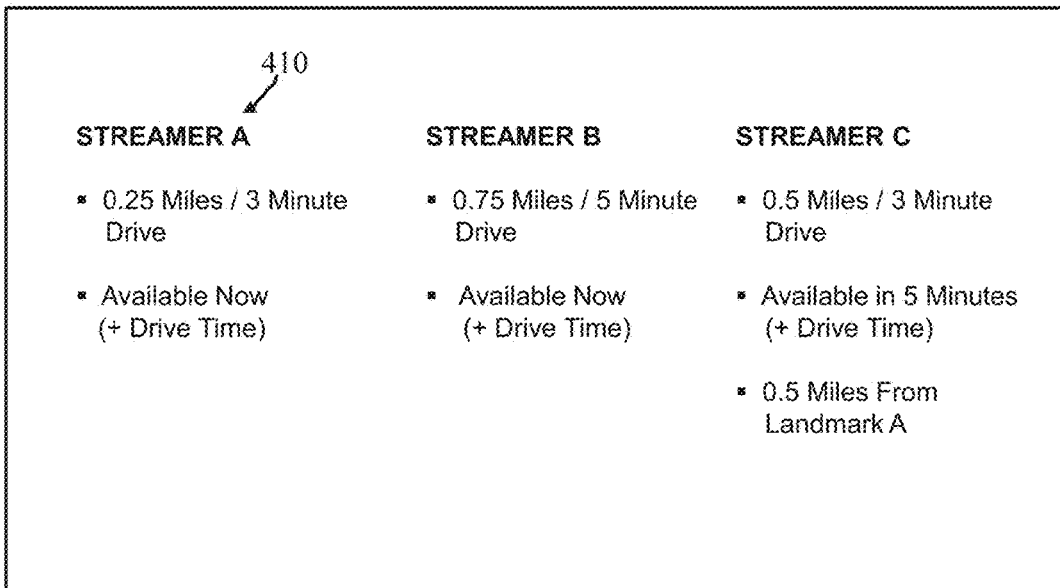 410
STREAMER A
▪ 0.25 Miles / 3 Minute
Drive
▪ Available Now
(+ Drive Time)
STREAMER B
▪ 0.75 Miles / 5 Minute
Drive
▪ Available Now
(+ Drive Time)
STREAMER C
▪ 0.5 Miles / 3 Minute
Drive
▪ Available in 5 Minutes
(+ Drive Time)
▪ 0.5 Miles From
Landmark A